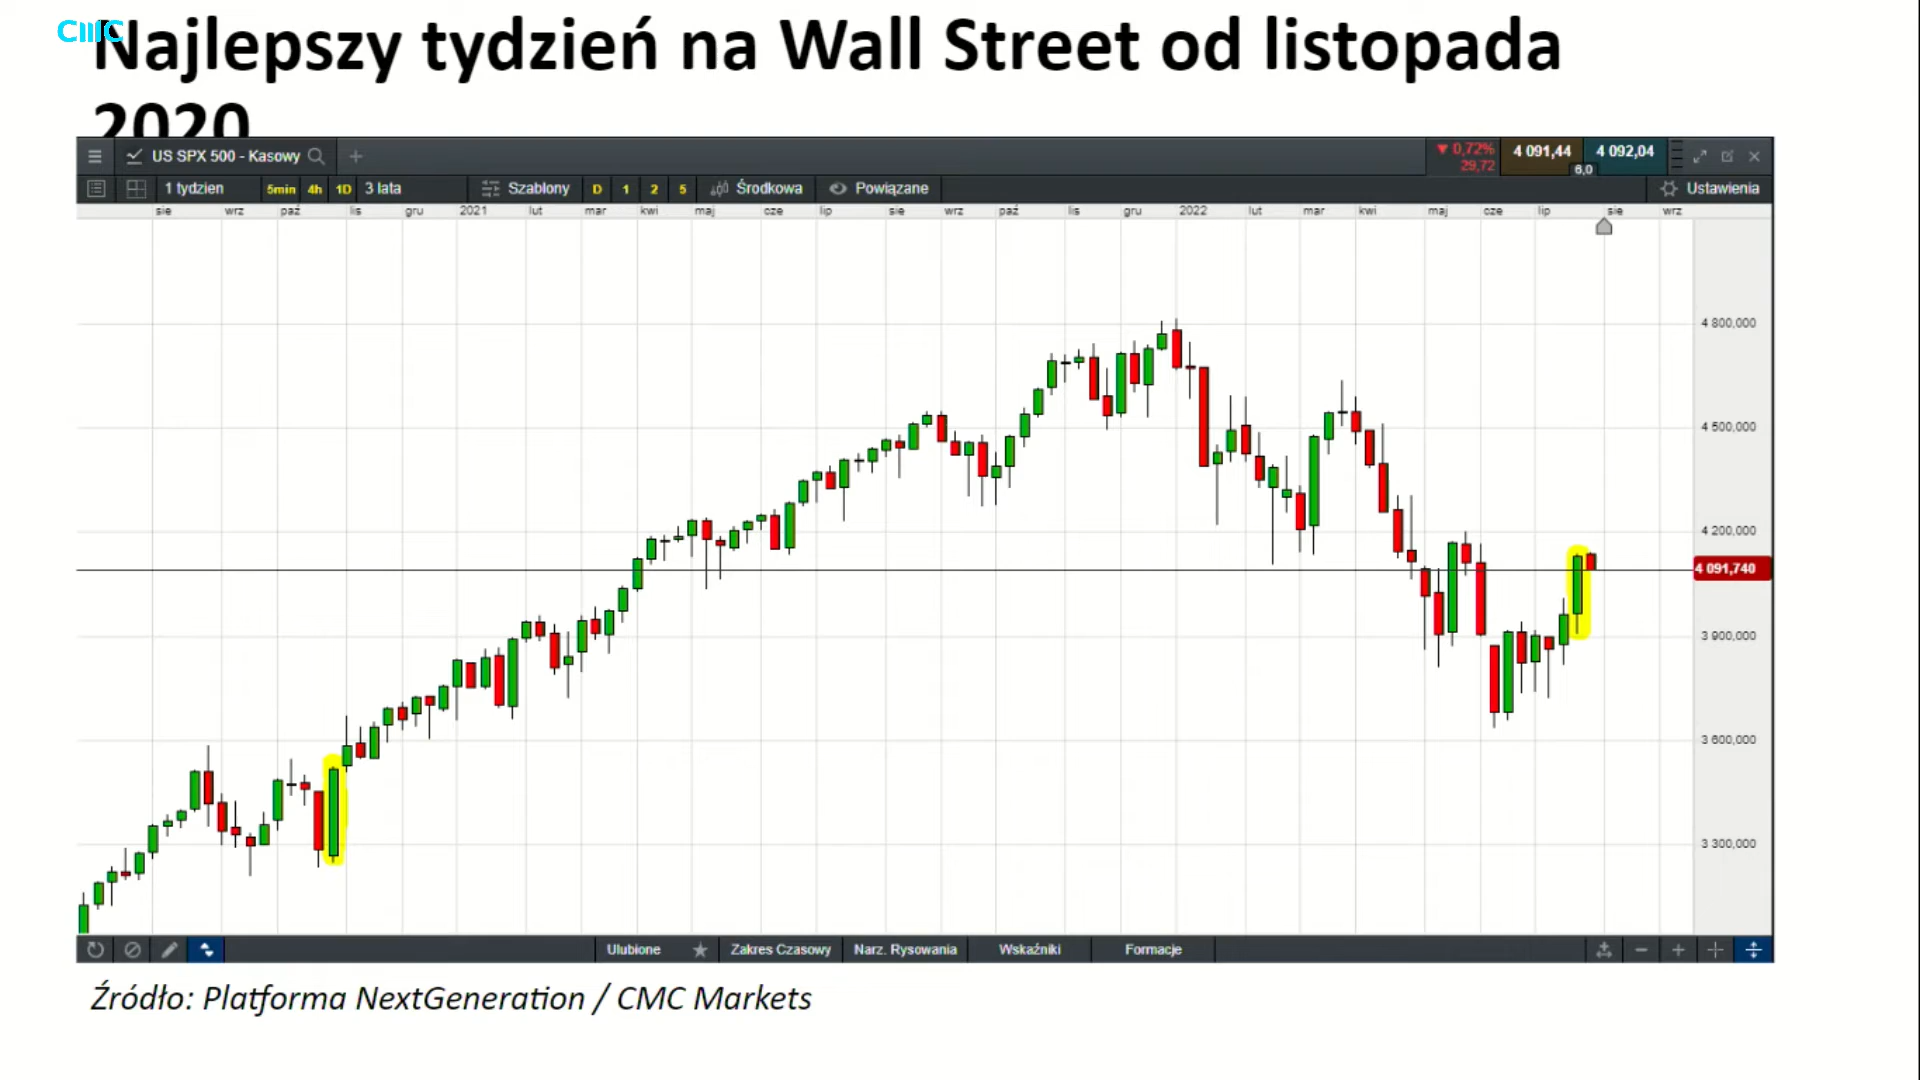 CMC
Najlepszy tydzień na Wall Street od listopada
2020
US SPX 500 - Kasowy
▼ 0,72%
29,72
4 091,44
4 092,04
6,0
1 tydzien 5min 4h 1D 3 lata Szablony D 1 2 5 Środkowa Powiązane Ustawienia
sie wrz paź lis gru 2021 lut mar kwi maj cze lip sie wrz paź lis gru 2022 lut mar kwi maj cze lip sie wrz
4 800,000
4 500,000
4 200,000
4 091,740
3 900,000
3 600,000
3 300,000
Ulubione Zakres Czasowy Narz. Rysowania Wskaźniki Formacje
Źródło: Platforma NextGeneration / CMC Markets